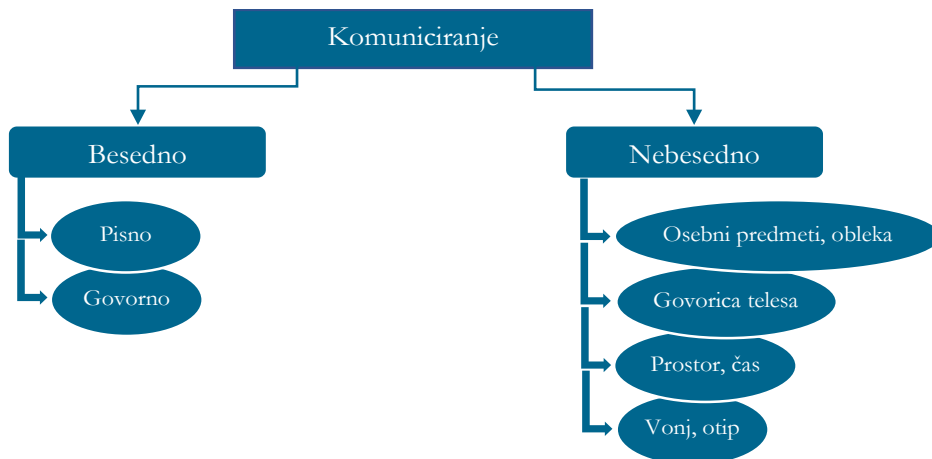 Komuniciranje
Besedno
Pisno
Govorno
Nebesedno
Osebni predmeti, obleka
Govorica telesa
Prostor, čas
Vonj, otip